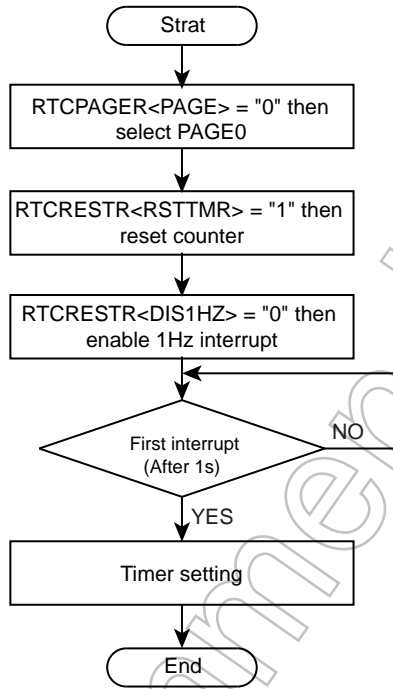 Strat
RTCPAGER<PAGE> = "0" then
select PAGE0
RTCRESTR<RSTTMR> = "1" then
reset counter
RTCRESTR<DIS1HZ> = "0" then
enable 1Hz interrupt
First interrupt
(After 1s)
NO
YES
Timer setting
End